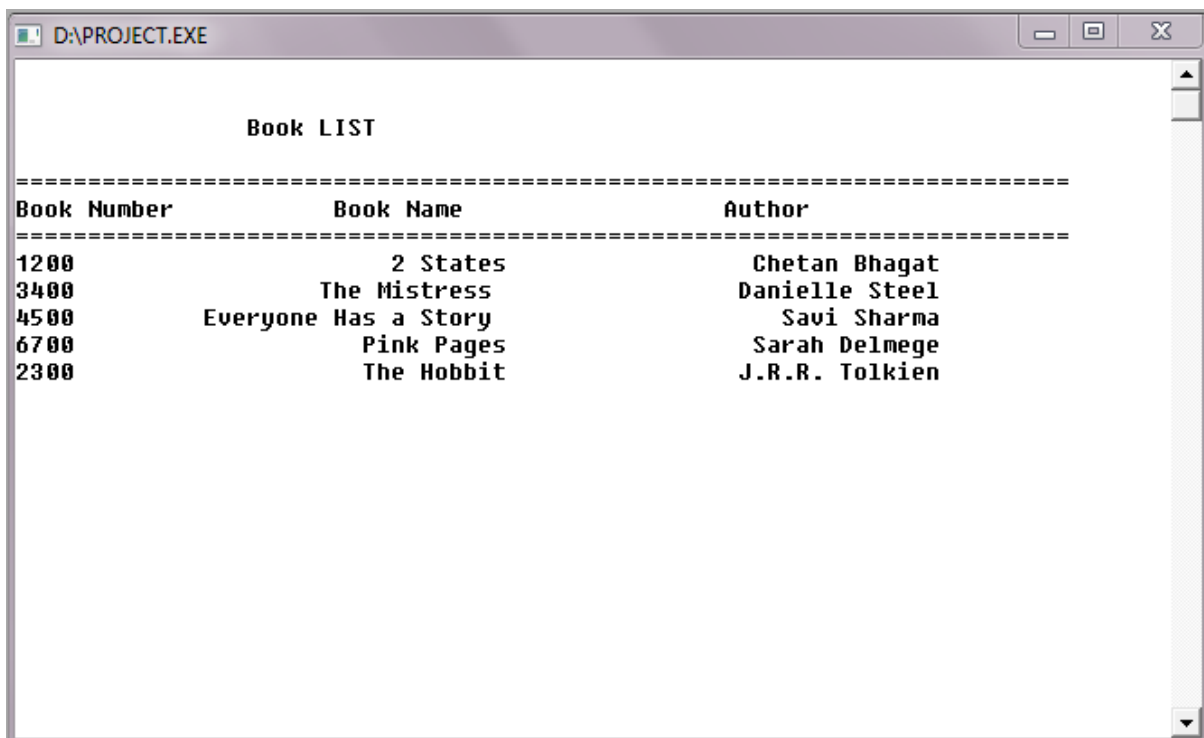 D:\PROJECT.EXE
Book LIST
=========================================================================
Book Number Book Name Author
=========================================================================
1200 2 States Chetan Bhagat
3400 The Mistress Danielle Steel
4500 Everyone Has a Story Savi Sharma
6700 Pink Pages Sarah Delmege
2300 The Hobbit J.R.R. Tolkien